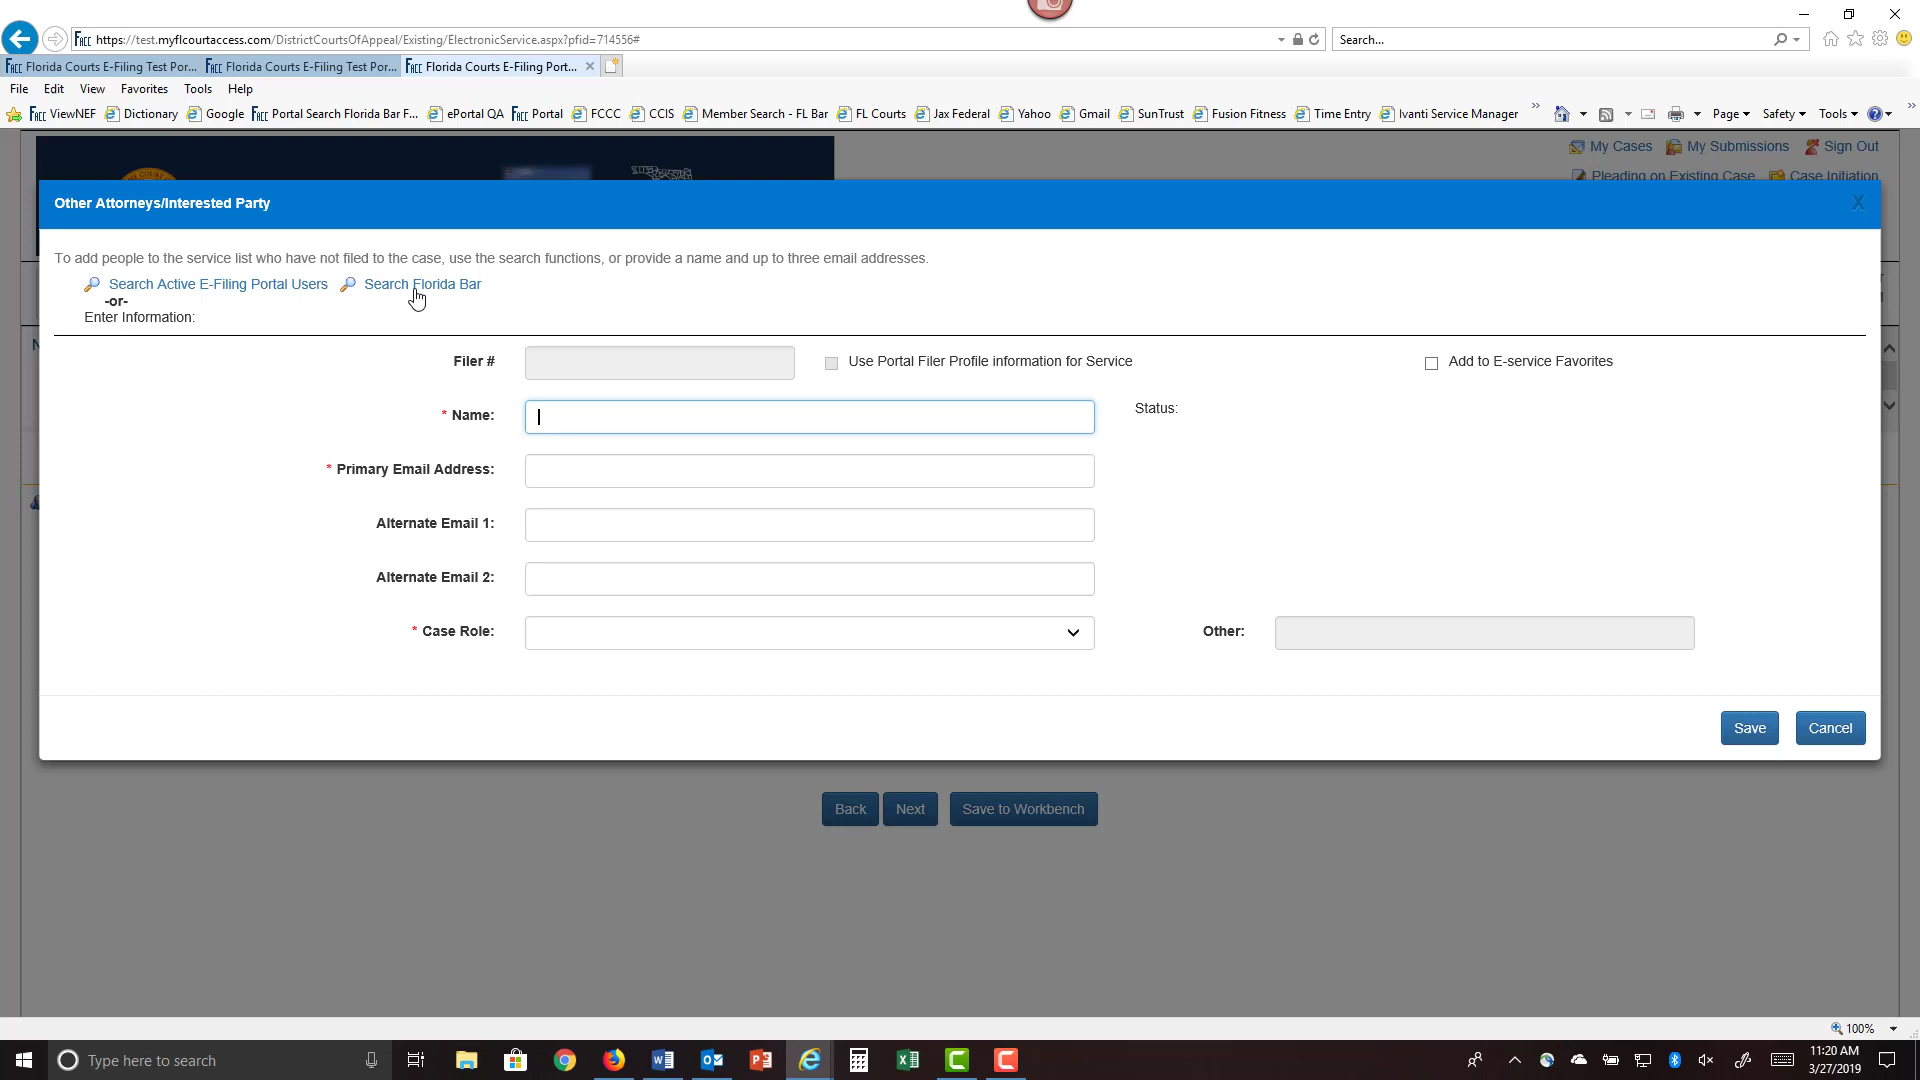 https://test.myflcourtaccess.com/DistrictCourtsOfAppeal/Existing/ElectronicService.aspx?pfid=714556#
Search...
Florida Courts E-Filing Test Por...
Florida Courts E-Filing Test Por...
Florida Courts E-Filing Port...
File Edit View Favorites Tools Help
ViewNEF Dictionary Google Portal Search Florida Bar F... ePortal QA Portal FCCC CCIS Member Search - FL Bar FL Courts Jax Federal Yahoo Gmail SunTrust Fusion Fitness Time Entry Ivanti Service Manager » Page Safety Tools »
My Cases My Submissions Sign Out
Pleading on Existing Case Case Initiation
Other Attorneys/Interested Party
X
To add people to the service list who have not filed to the case, use the search functions, or provide a name and up to three email addresses.
Search Active E-Filing Portal Users Search Florida Bar
-or-
Enter Information:
Filer #
Use Portal Filer Profile information for Service
Add to E-service Favorites
* Name:
Status:
* Primary Email Address:
Alternate Email 1:
Alternate Email 2:
* Case Role:
Other:
Save Cancel
Back Next Save to Workbench
100%
Type here to search
11:20 AM
3/27/2019